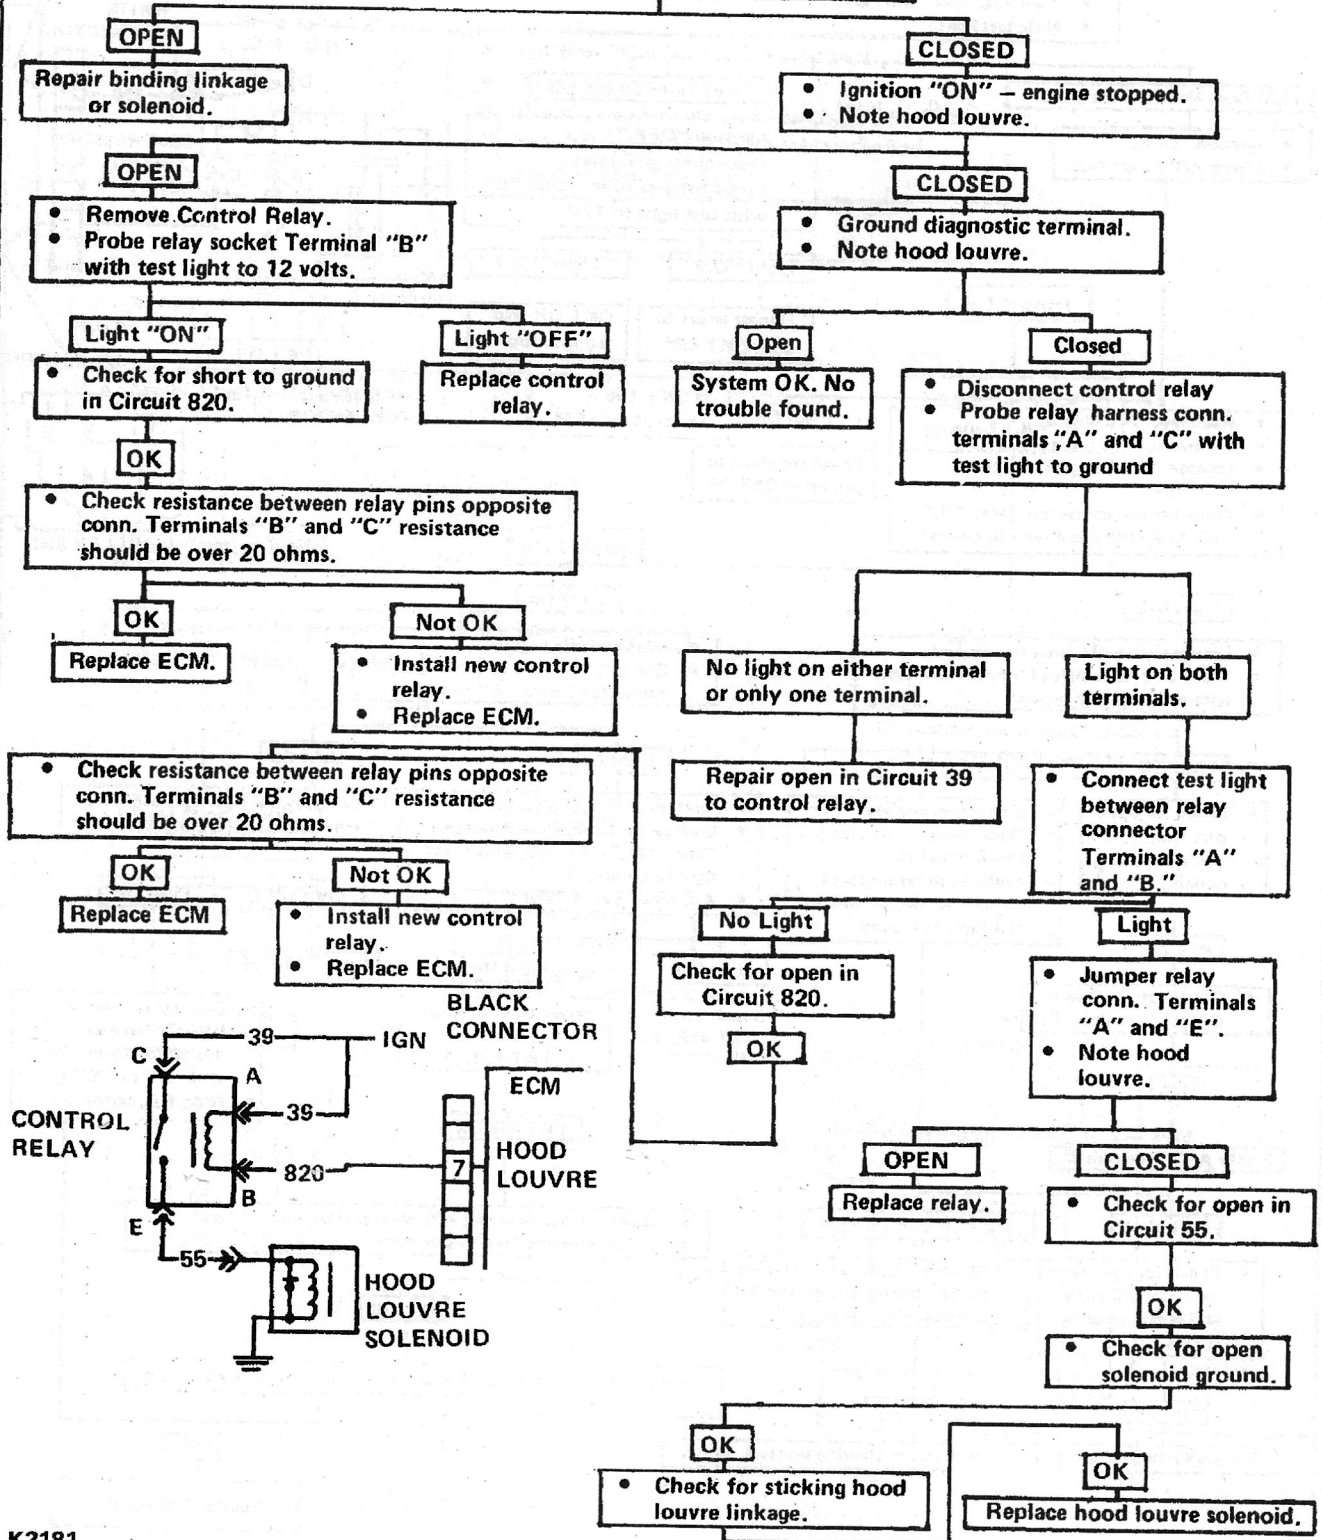 OPEN
Repair binding linkage
or solenoid.
CLOSED
• Ignition "ON" – engine stopped.
• Note hood louvre.
OPEN
• Remove Control Relay.
• Probe relay socket Terminal "B"
with test light to 12 volts.
CLOSED
• Ground diagnostic terminal.
• Note hood louvre.
Light "ON"
• Check for short to ground
in Circuit 820.
Light "OFF"
Replace control
relay.
Open
System OK. No
trouble found.
Closed
• Disconnect control relay
• Probe relay harness conn.
terminals "A" and "C" with
test light to ground
OK
• Check resistance between relay pins opposite
conn. Terminals "B" and "C" resistance
should be over 20 ohms.
OK
Replace ECM.
Not OK
• Install new control
relay.
• Replace ECM.
No light on either terminal
or only one terminal.
Light on both
terminals.
Repair open in Circuit 39
to control relay.
• Connect test light
between relay
connector
Terminals "A"
and "B."
• Check resistance between relay pins opposite
conn. Terminals "B" and "C" resistance
should be over 20 ohms.
OK
Replace ECM
Not OK
• Install new control
relay.
• Replace ECM.
No Light
Check for open in
Circuit 820.
OK
Light
• Jumper relay
conn. Terminals
"A" and "E".
• Note hood
louvre.
OPEN
Replace relay.
CLOSED
• Check for open in
Circuit 55.
OK
• Check for open
solenoid ground.
OK
• Check for sticking hood
louvre linkage.
OK
Replace hood louvre solenoid.
BLACK
CONNECTOR
39
IGN
C
A
ECM
39
CONTROL
RELAY
HOOD
LOUVRE
820
7
B
E
55
HOOD
LOUVRE
SOLENOID
K2181